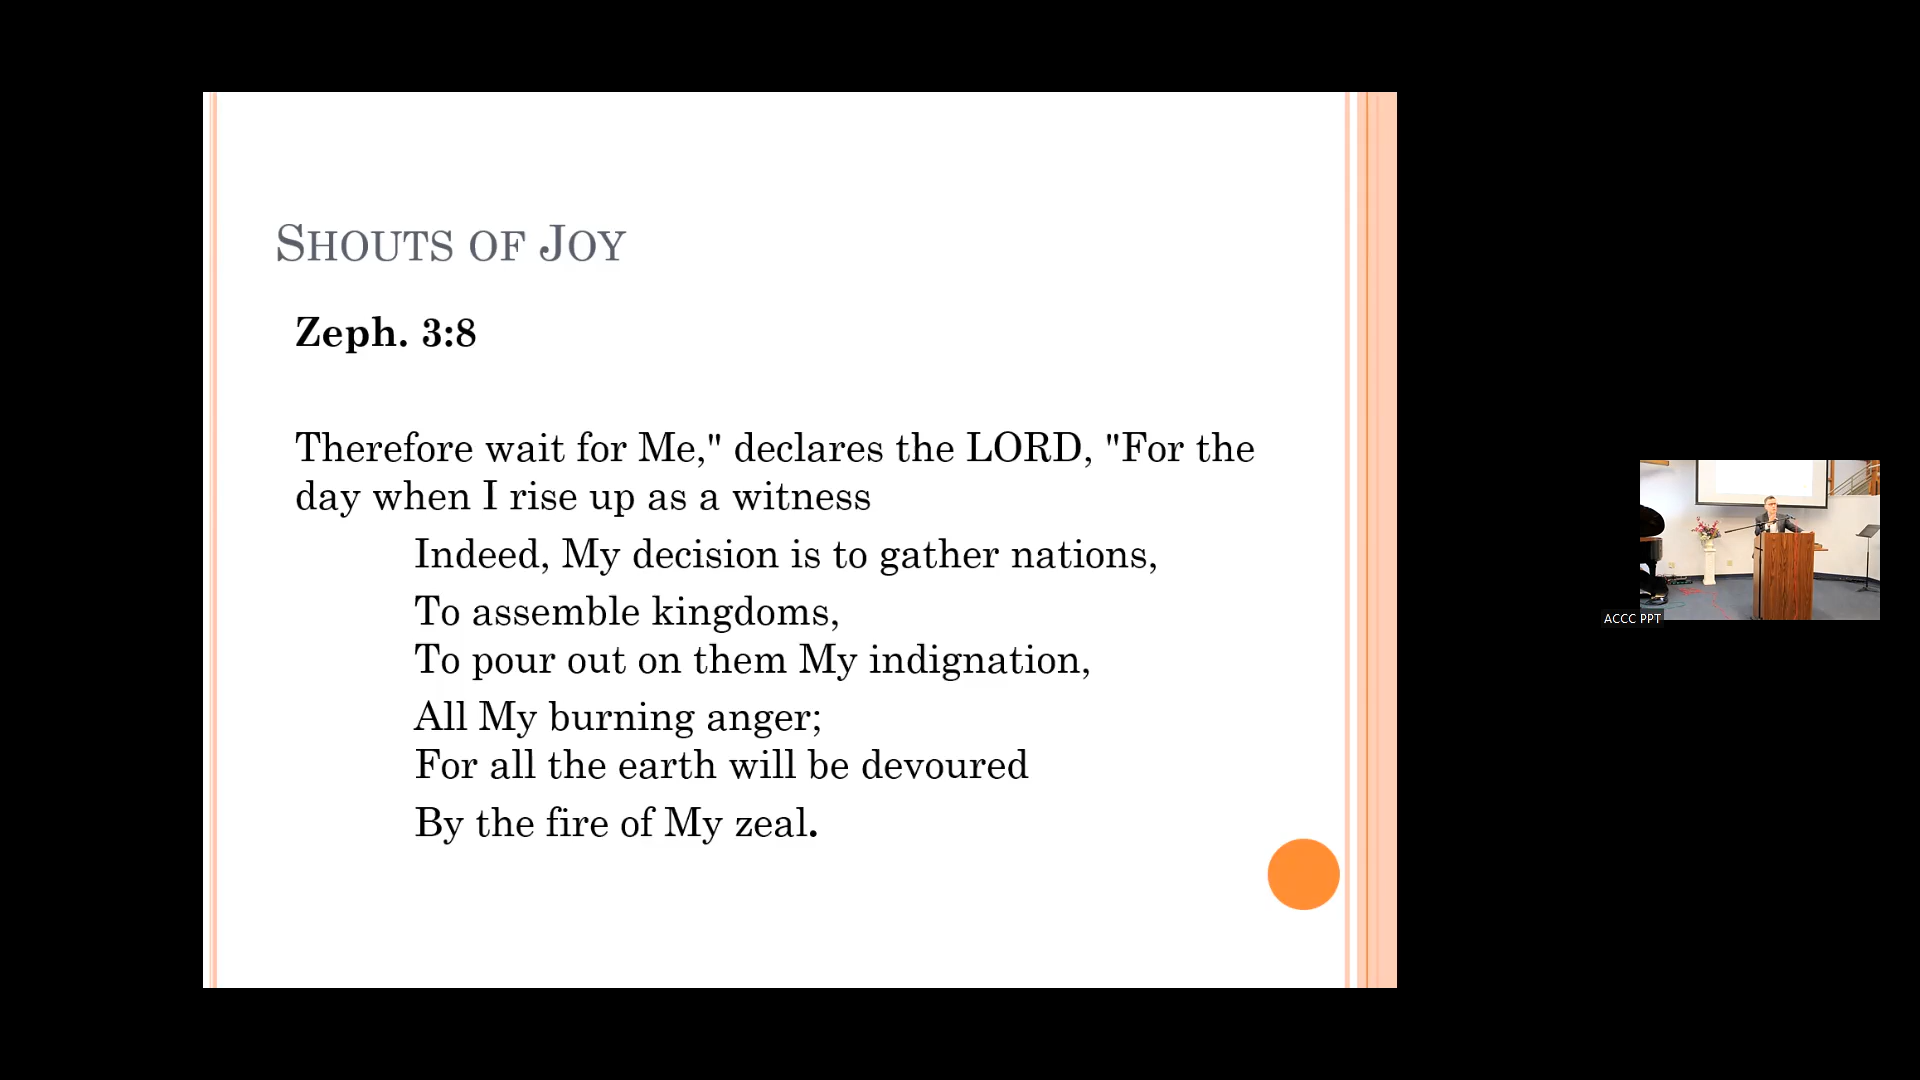 Shouts of Joy
Zeph. 3:8
Therefore wait for Me," declares the LORD, "For the
day when I rise up as a witness
Indeed, My decision is to gather nations,
To assemble kingdoms,
To pour out on them My indignation,
All My burning anger;
For all the earth will be devoured
By the fire of My zeal.
ACCC PPT